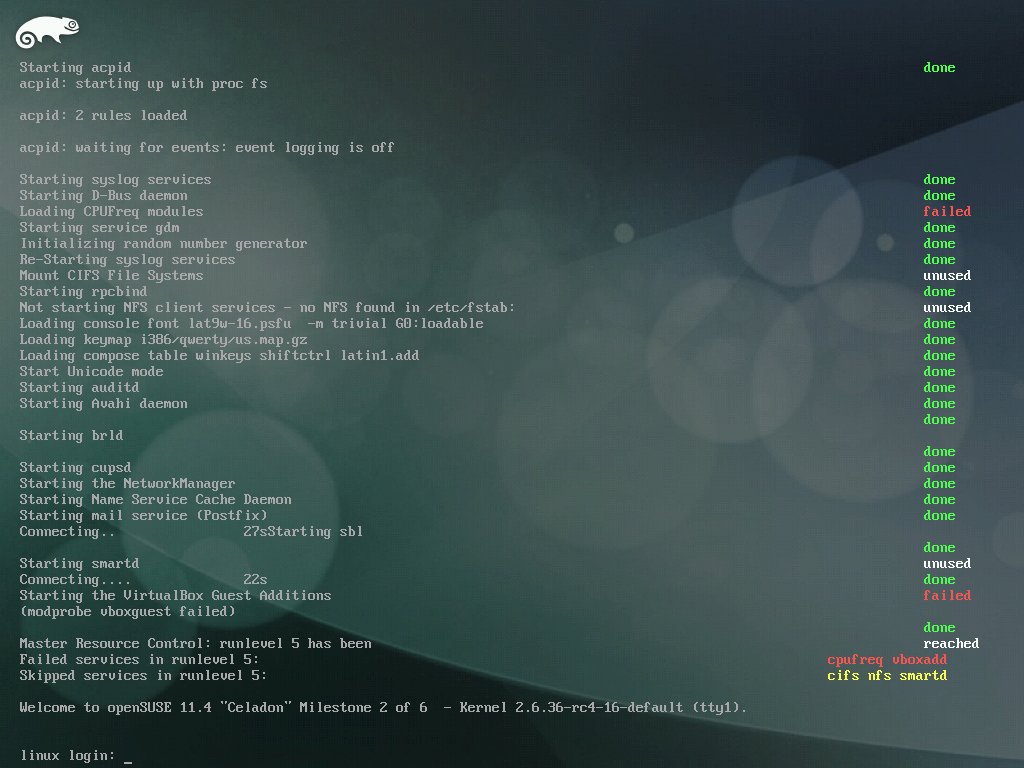 Starting acpid done
acpid: starting up with proc fs
acpid: 2 rules loaded
acpid: waiting for events: event logging is off
Starting syslog services done
Starting D-Bus daemon done
Loading CPUFreq modules failed
Starting service gdm done
Initializing random number generator done
Re-Starting syslog services done
Mount CIFS File Systems unused
Starting rpcbind done
Not starting NFS client services - no NFS found in /etc/fstab: unused
Loading console font lat9w-16.psfu -m trivial G0:loadable done
Loading keymap i386/qwerty/us.map.gz done
Loading compose table winkeys shiftctrl latin1.add done
Start Unicode mode done
Starting auditd done
Starting Avahi daemon done
done
Starting brld
done
Starting cupsd done
Starting the NetworkManager done
Starting Name Service Cache Daemon done
Starting mail service (Postfix) done
Connecting.. 27sStarting sbl
done
Starting smartd unused
Connecting.... 22s done
Starting the VirtualBox Guest Additions failed
(modprobe vboxguest failed)
done
Master Resource Control: runlevel 5 has been reached
Failed services in runlevel 5: cpufreq vboxadd
Skipped services in runlevel 5: cifs nfs smartd
Welcome to openSUSE 11.4 "Celadon" Milestone 2 of 6 - Kernel 2.6.36-rc4-16-default (tty1).
linux login: _